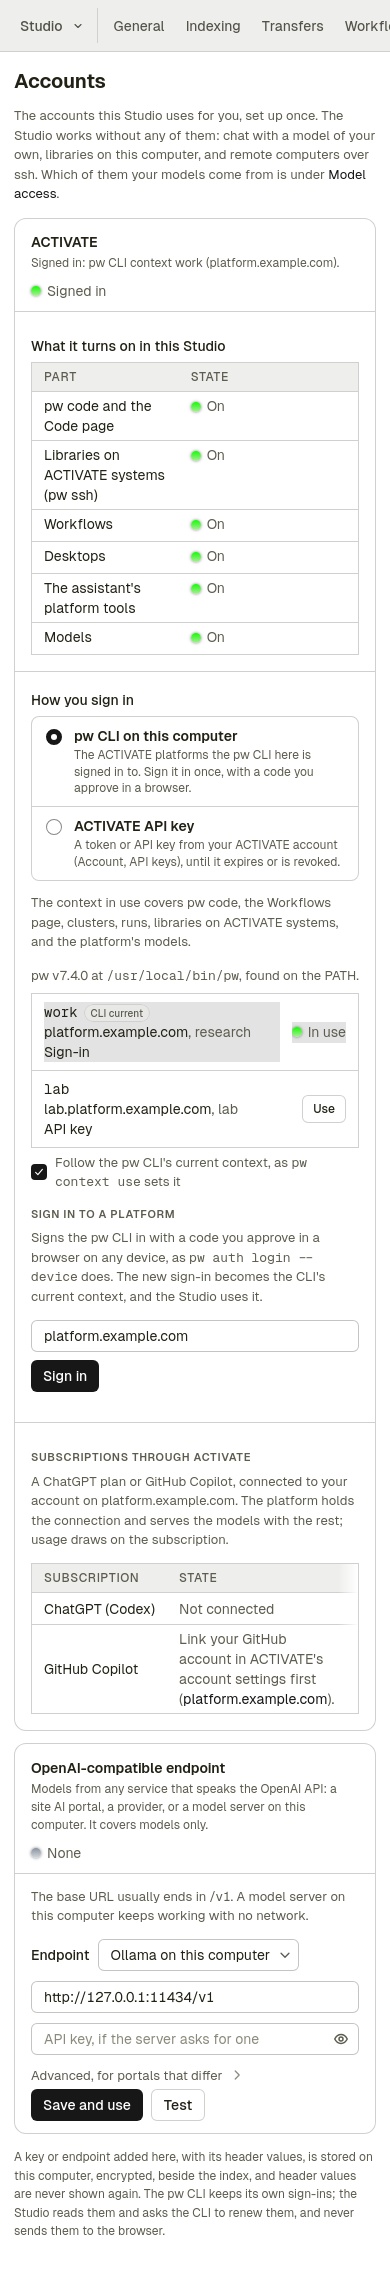 Studio General Indexing Transfers Workfl
Accounts
The accounts this Studio uses for you, set up once. The
Studio works without any of them: chat with a model of your
own, libraries on this computer, and remote computers over
ssh. Which of them your models come from is under Model
access.
ACTIVATE
Signed in: pw CLI context work (platform.example.com).
Signed in
What it turns on in this Studio
PART STATE
pw code and the
Code page
On
Libraries on
ACTIVATE systems
(pw ssh)
On
Workflows On
Desktops On
The assistant's
platform tools
On
Models On
How you sign in
pw CLI on this computer
The ACTIVATE platforms the pw CLI here is
signed in to. Sign it in once, with a code you
approve in a browser.
ACTIVATE API key
A token or API key from your ACTIVATE account
(Account, API keys), until it expires or is revoked.
The context in use covers pw code, the Workflows
page, clusters, runs, libraries on ACTIVATE systems,
and the platform's models.
pw v7.4.0 at /usr/local/bin/pw, found on the PATH.
work CLI current
platform.example.com, research
Sign-in
In use
lab
lab.platform.example.com, lab
API key
Use
Follow the pw CLI's current context, as pw
context use sets it
SIGN IN TO A PLATFORM
Signs the pw CLI in with a code you approve in a
browser on any device, as pw auth login --
device does. The new sign-in becomes the CLI's
current context, and the Studio uses it.
platform.example.com
Sign in
SUBSCRIPTIONS THROUGH ACTIVATE
A ChatGPT plan or GitHub Copilot, connected to your
account on platform.example.com. The platform holds
the connection and serves the models with the rest;
usage draws on the subscription.
SUBSCRIPTION STATE
ChatGPT (Codex) Not connected
GitHub Copilot
Link your GitHub
account in ACTIVATE's
account settings first
(platform.example.com).
OpenAI-compatible endpoint
Models from any service that speaks the OpenAI API: a
site AI portal, a provider, or a model server on this
computer. It covers models only.
None
The base URL usually ends in /v1. A model server on
this computer keeps working with no network.
Endpoint Ollama on this computer
http://127.0.0.1:11434/v1
API key, if the server asks for one
Advanced, for portals that differ
Save and use Test
A key or endpoint added here, with its header values, is stored on
this computer, encrypted, beside the index, and header values
are never shown again. The pw CLI keeps its own sign-ins; the
Studio reads them and asks the CLI to renew them, and never
sends them to the browser.